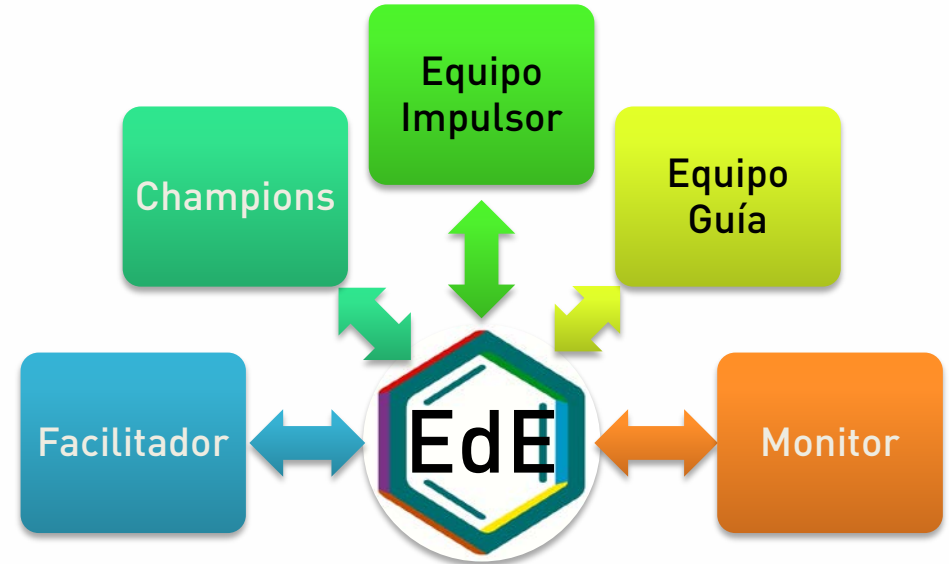 Equipo
Impulsor
Champions
Equipo
Guía
Facilitador
EdE
Monitor